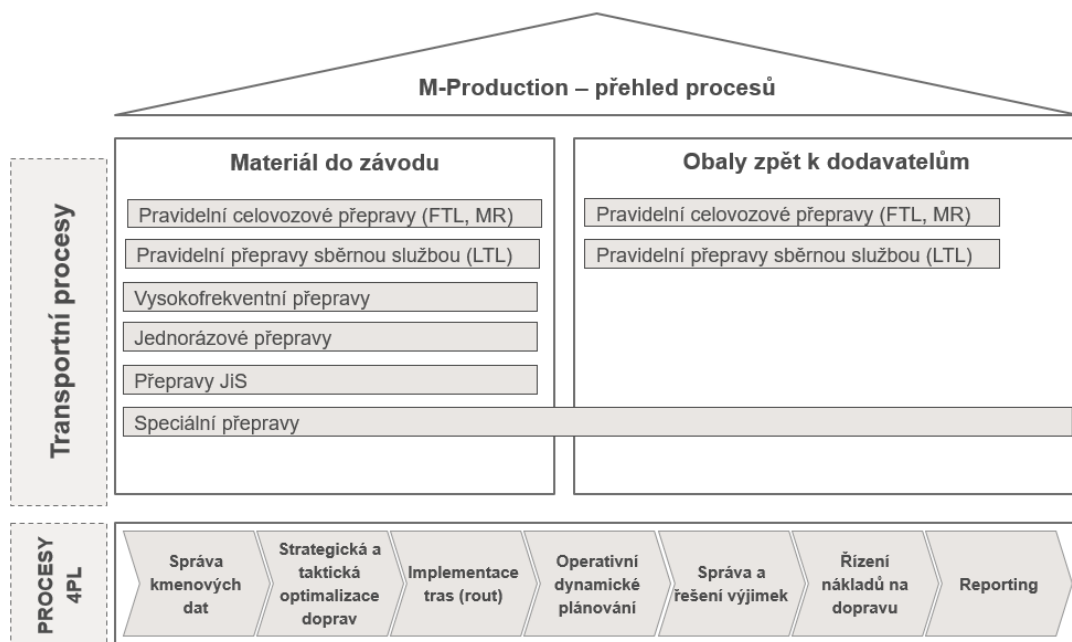 M-Production – přehled procesů
Transportní procesy
Materiál do závodu
Pravidelní celovozové přepravy (FTL, MR)
Pravidelní přepravy sběrnou službou (LTL)
Vysokofrekventní přepravy
Jednorázové přepravy
Přepravy JiS
Speciální přepravy
Obaly zpět k dodavatelům
Pravidelní celovozové přepravy (FTL, MR)
Pravidelní přepravy sběrnou službou (LTL)
PROCESY
4PL
Správa
kmenových
dat
Strategická a
taktická
optimalizace
doprav
Implementace
tras (rout)
Operativní
dynamické
plánování
Správa a
řešení výjimek
Řízení
nákladů na
dopravu
Reporting